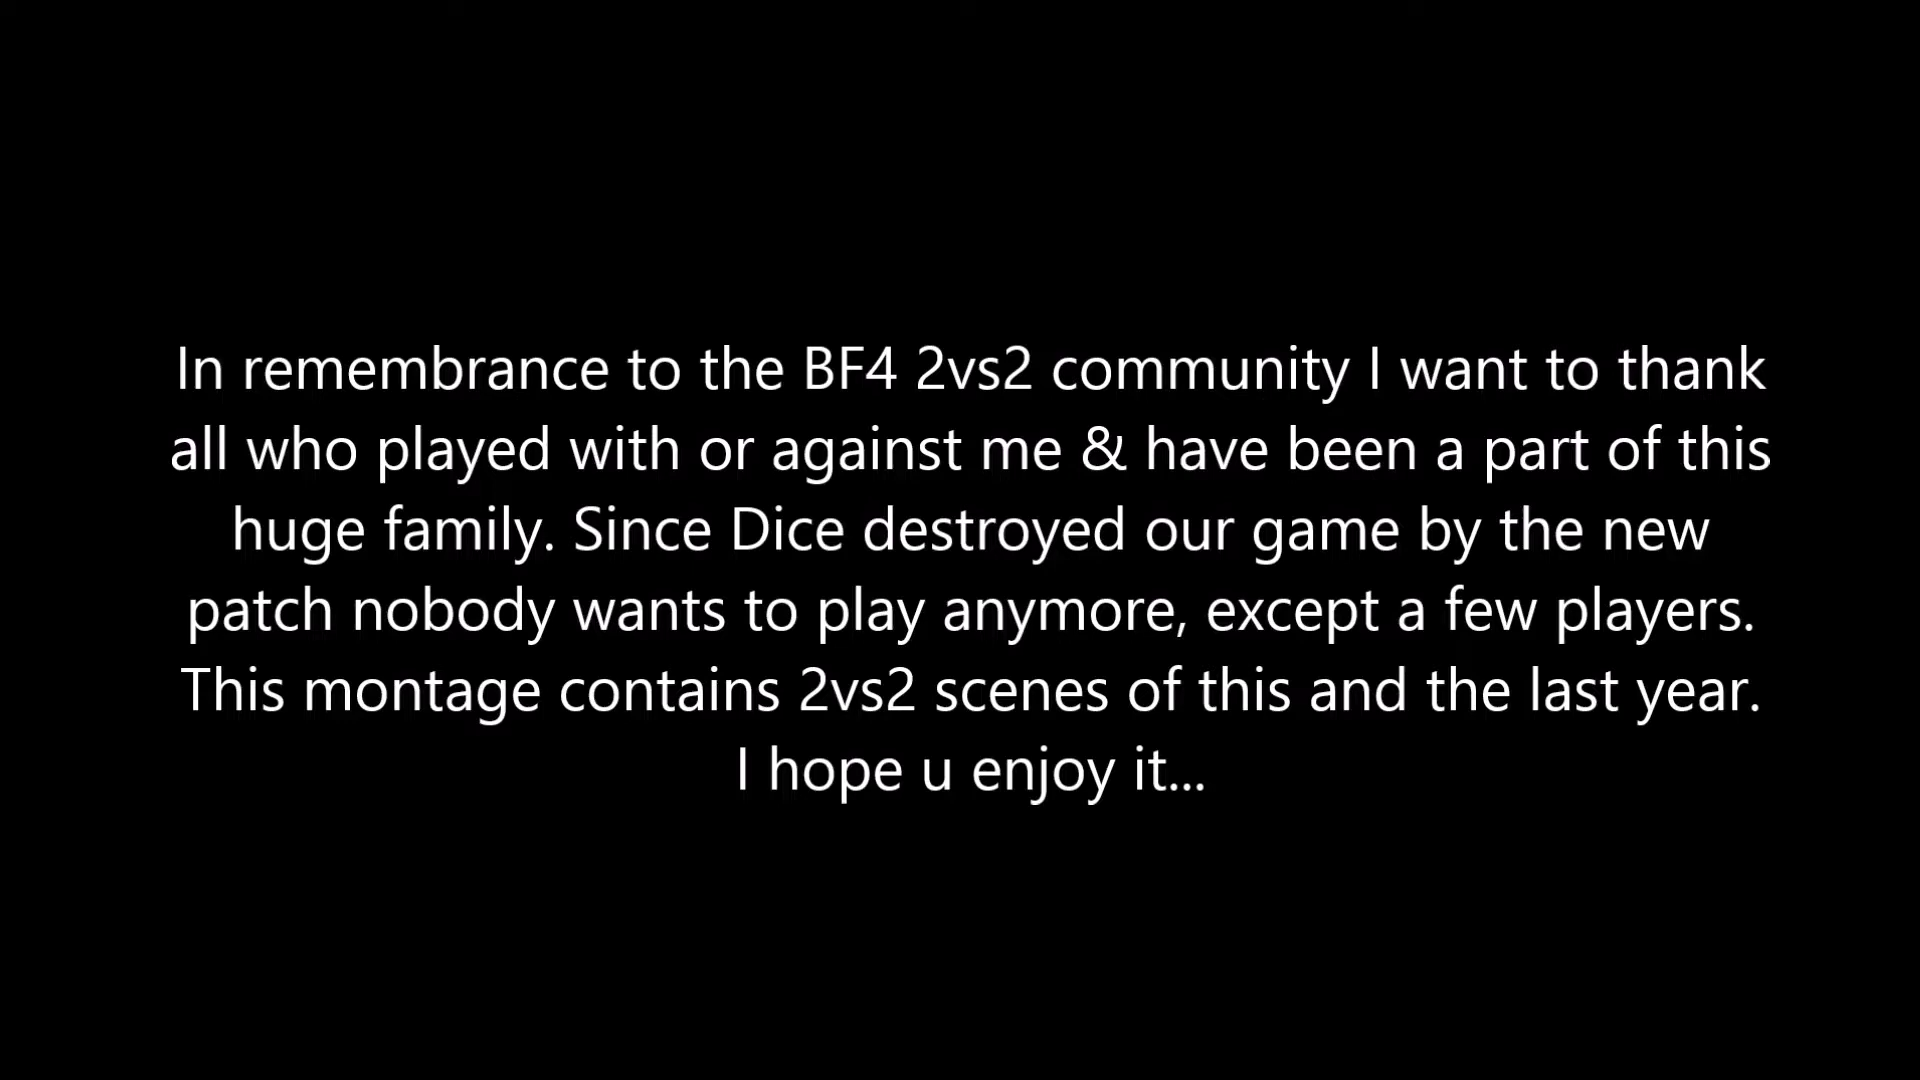 In remembrance to the BF4 2vs2 community I want to thank
all who played with or against me & have been a part of this
huge family. Since Dice destroyed our game by the new
patch nobody wants to play anymore, except a few players.
This montage contains 2vs2 scenes of this and the last year.
I hope u enjoy it...